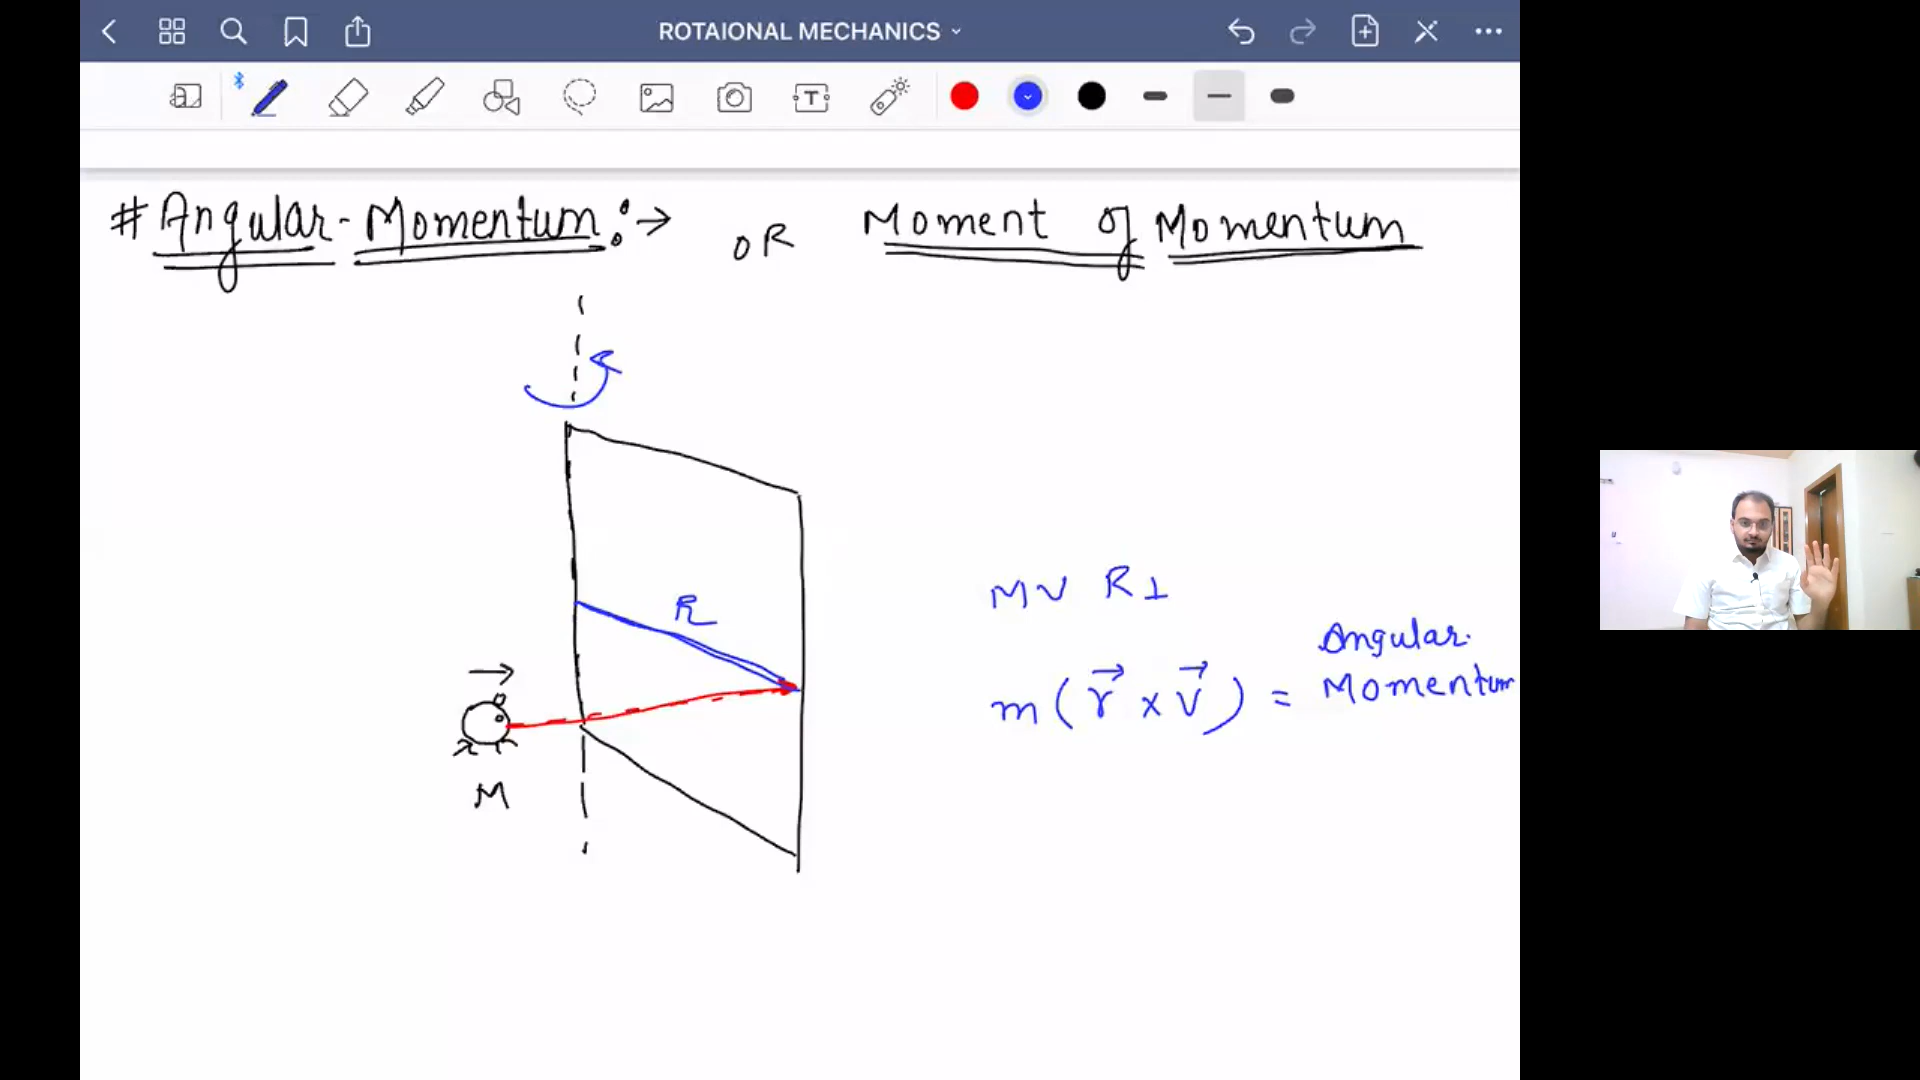 ROTAIONAL MECHANICS
T
# Angular-Momentum :→ OR Moment of Momentum
R
MV R⊥
Angular
Momentum
m(r⃗ x v⃗) =
M